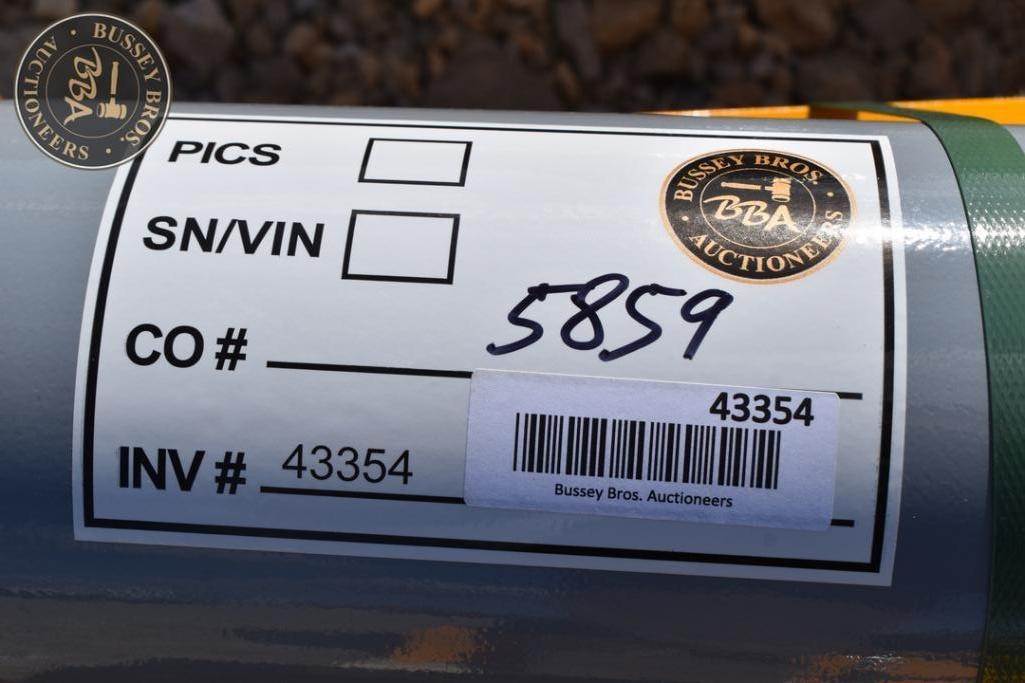 BUSSEY BROS.
BBA
AUCTIONEERS
PICS
BUSSEY BROS.
BBA
AUCTIONEERS
SN/VIN
CO # 5859
43354
INV # 43354
Bussey Bros. Auctioneers